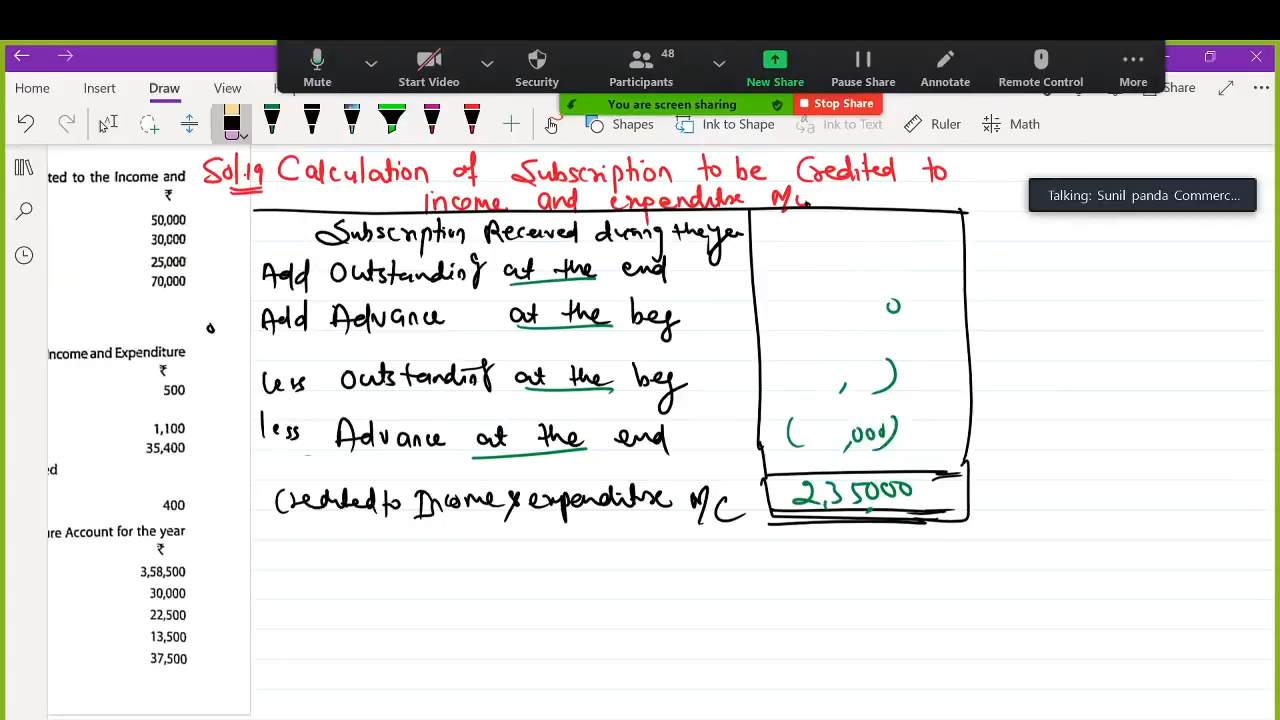 Mute
Start Video
Security
48
Participants
New Share
Pause Share
Annotate
Remote Control
More
You are screen sharing
Stop Share
Home Insert Draw View
Share
Shapes
Ink to Shape
Ink to Text
Ruler
Math
Talking: Sunil panda Commerc...
ted to the Income and
₹
50,000
30,000
25,000
70,000
Income and Expenditure
₹
500
1,100
35,400
ed
400
re Account for the year
₹
3,58,500
30,000
22,500
13,500
37,500
Sol.19 Calculation of Subscription to be Credited to
income and expenditure A/c
Subscription Received during the year
Add Outstanding at the end
Add Advance at the beg 0
less Outstanding at the beg , )
less Advance at the end ( ,000)
Credited to Income & expenditure A/C 2,35,000